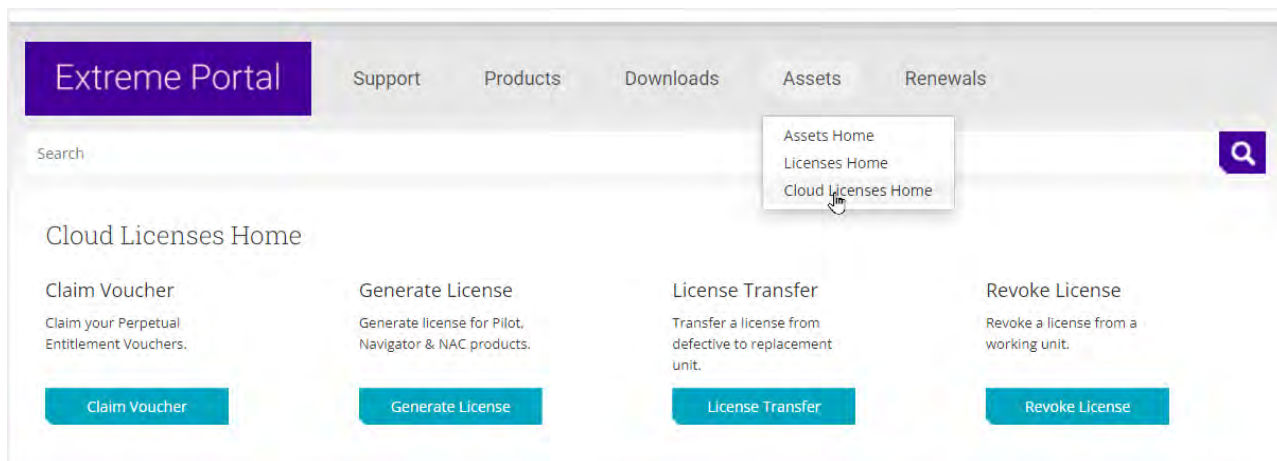 Extreme Portal Support Products Downloads Assets Renewals
Assets Home
Search
Licenses Home
Cloud Licenses Home
Cloud Licenses Home
Claim Voucher Generate License License Transfer Revoke License
Claim your Perpetual Generate license for Pilot, Transfer a license from Revoke a license from a
Entitlement Vouchers. Navigator & NAC products. defective to replacement working unit.
unit.
Claim Voucher Generate License License Transfer Revoke License